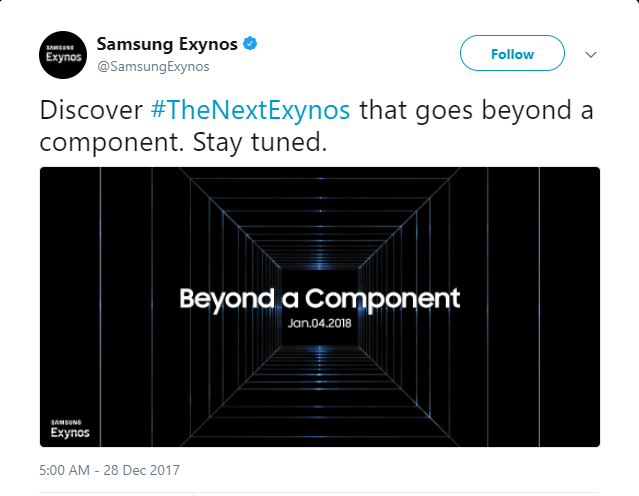 Samsung Exynos
@SamsungExynos
Follow
SAMSUNG
Exynos
Discover #TheNextExynos that goes beyond a
component. Stay tuned.
Beyond a Component
Jan.04.2018
SAMSUNG
Exynos
5:00 AM - 28 Dec 2017